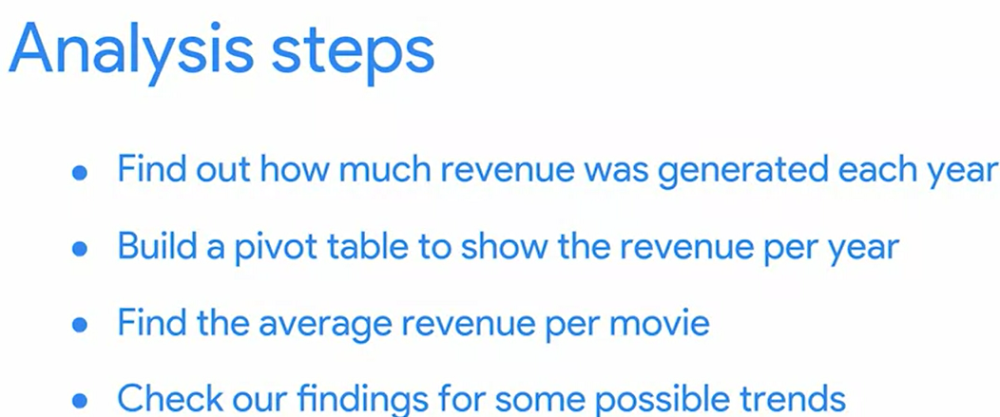 Analysis steps
• Find out how much revenue was generated each year
• Build a pivot table to show the revenue per year
• Find the average revenue per movie
• Check our findings for some possible trends